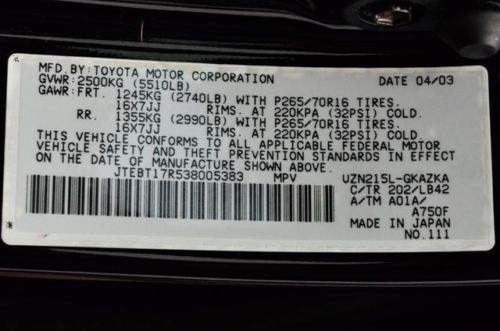 MFD.BY:TOYOTA MOTOR CORPORATION DATE 04/03
GVWR:2500KG (5510LB)
GAWR:FRT. 1245KG (2740LB) WITH P265/70R16 TIRES.
16X7JJ RIMS. AT 220KPA (32PSI) COLD.
RR. 1355KG (2990LB) WITH P265/70R16 TIRES.
16X7JJ RIMS. AT 220KPA (32PSI) COLD.
THIS VEHICLE CONFORMS TO ALL APPLICABLE FEDERAL MOTOR
VEHICLE SAFETY AND THEFT PREVENTION STANDARDS IN EFFECT
ON THE DATE OF MANUFACTURE SHOWN ABOVE.
JTEBT17R538005383 MPV UZN215L-GKAZKA
C/TR 202/LB42
A/TM A01A/
A750F
MADE IN JAPAN
NO.111